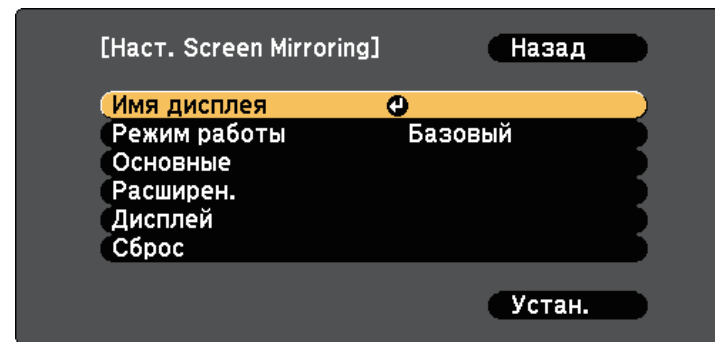 [Наст. Screen Mirroring] Назад
Имя дисплея
Режим работы Базовый
Основные
Расширен.
Дисплей
Сброс
Устан.